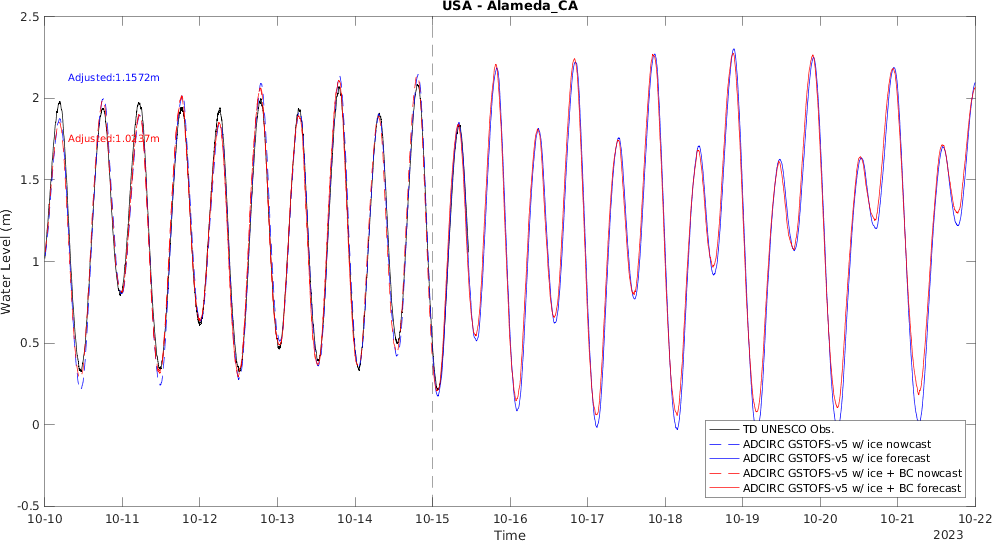 USA - Alameda_CA
2.5
2
1.5
1
0.5
0
-0.5
Water Level (m)
Adjusted:1.1572m
Adjusted:1.0237m
TD UNESCO Obs.
ADCIRC GSTOFS-v5 w/ ice nowcast
ADCIRC GSTOFS-v5 w/ ice forecast
ADCIRC GSTOFS-v5 w/ ice + BC nowcast
ADCIRC GSTOFS-v5 w/ ice + BC forecast
10-10 10-11 10-12 10-13 10-14 10-15 10-16 10-17 10-18 10-19 10-20 10-21 10-22
Time
2023